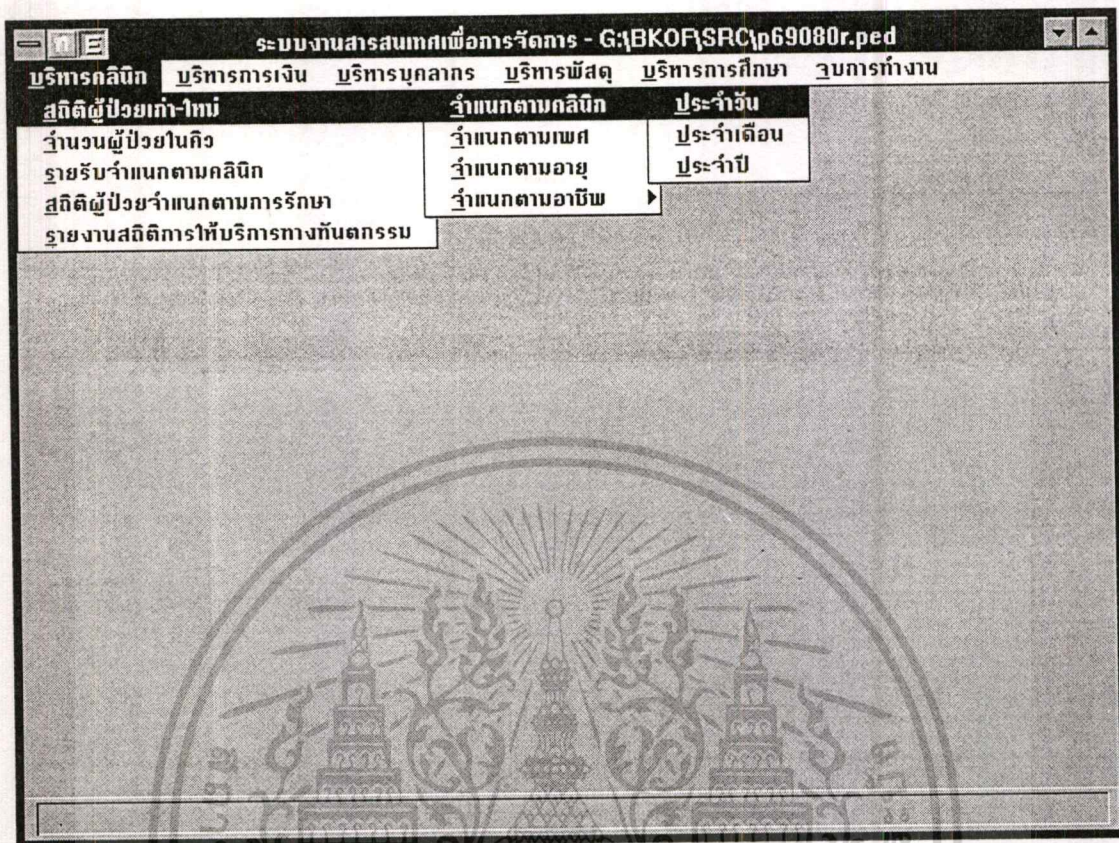 ระบบงานสารสนเทศเพื่อการจัดการ - G:\BKOF\SRC\p69080r.ped
บริหารคลินิก บริหารการเงิน บริหารบุคลากร บริหารพัสดุ บริหารการศึกษา จบการทำงาน
สถิติผู้ป่วยเก่า-ใหม่ จำแนกตามคลินิก ประจำวัน
จำนวนผู้ป่วยในคิว จำแนกตามเพศ ประจำเดือน
รายรับจำแนกตามคลินิก จำแนกตามอายุ ประจำปี
สถิติผู้ป่วยจำแนกตามการรักษา จำแนกตามอาชีพ
รายงานสถิติการให้บริการทางทันตกรรม